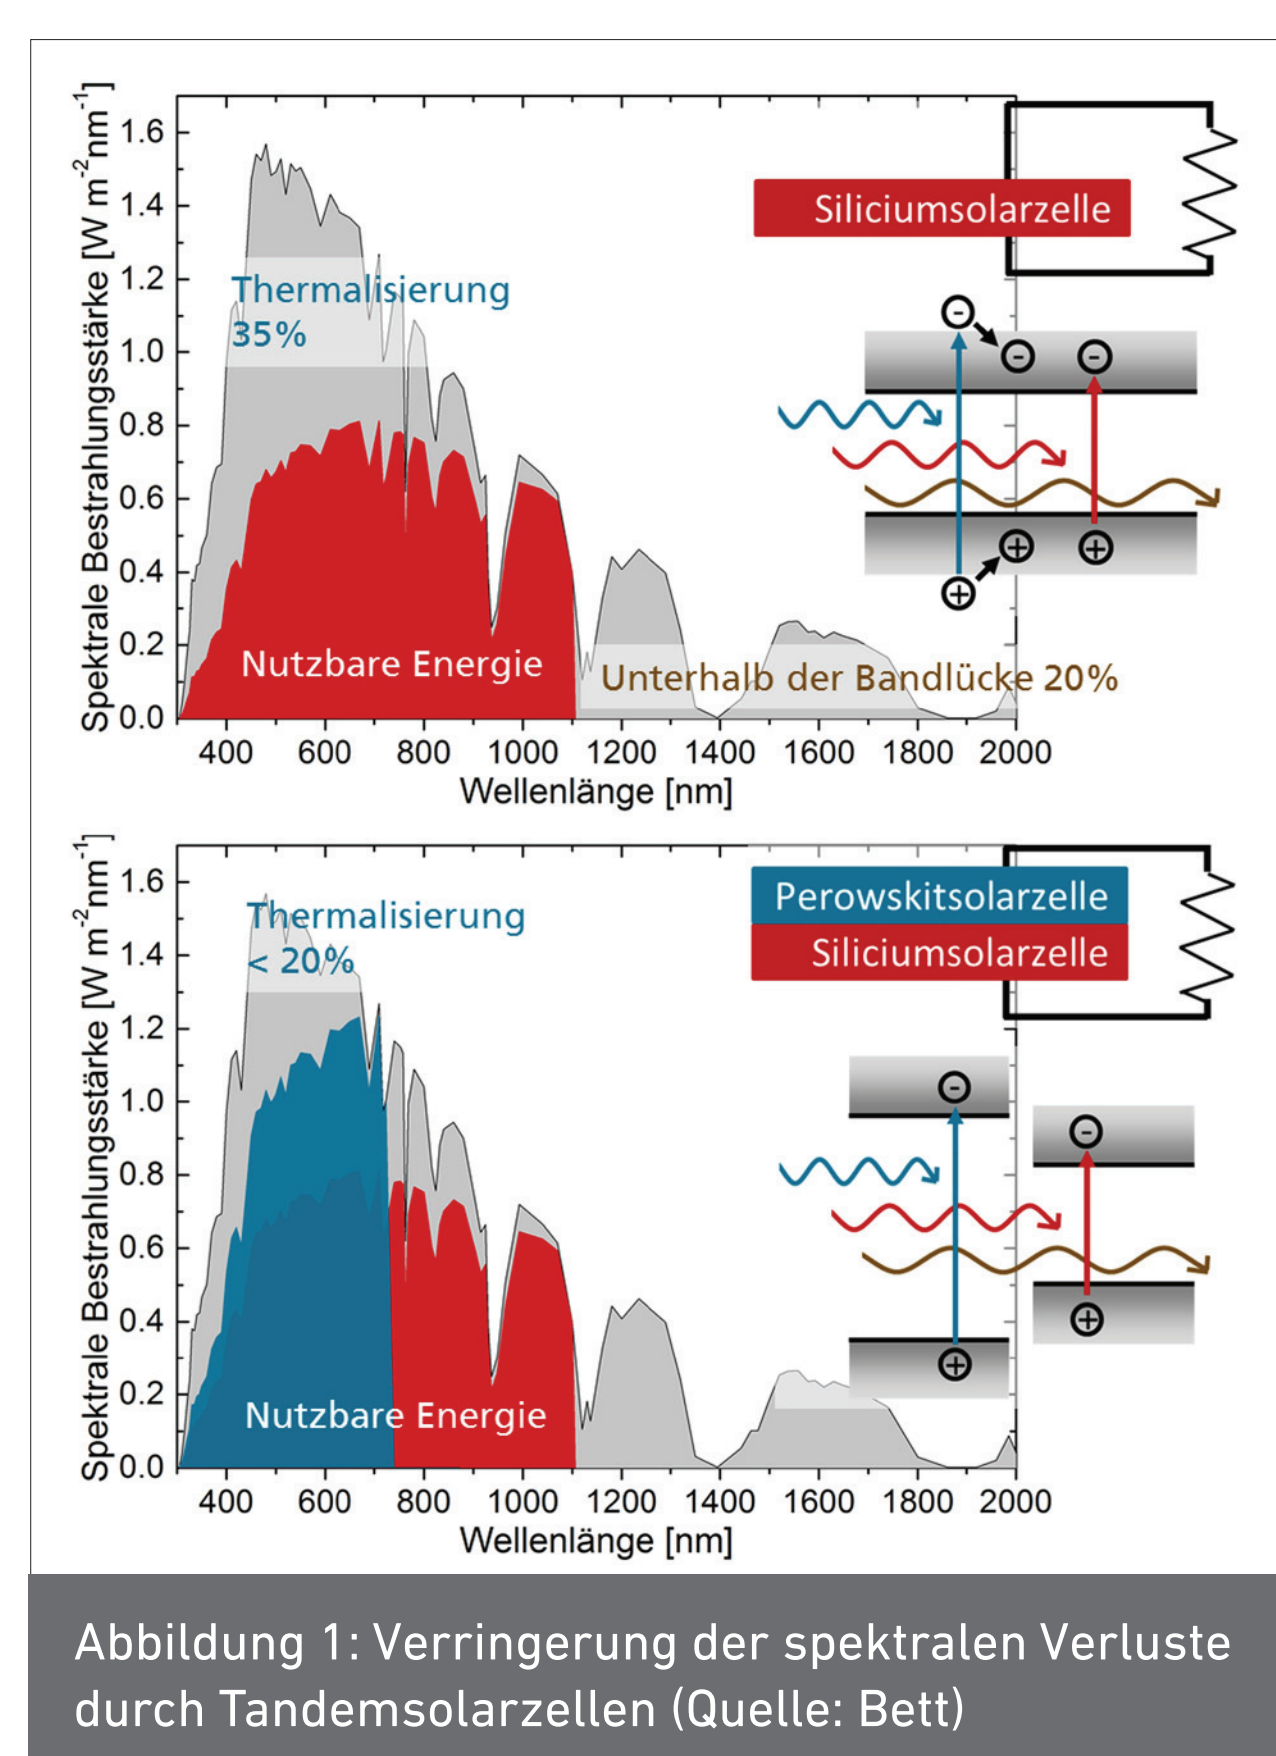 Spektrale Bestrahlungsstärke [W m-2nm-1]
1.6
1.4
1.2
1.0
0.8
0.6
0.4
0.2
0.0
Thermalisierung
35%
Nutzbare Energie
Unterhalb der Bandlücke 20%
Siliciumsolarzelle
-
-
-
+
+
+
400 600 800 1000 1200 1400 1600 1800 2000
Wellenlänge [nm]
Spektrale Bestrahlungsstärke [W m-2nm-1]
1.6
1.4
1.2
1.0
0.8
0.6
0.4
0.2
0.0
Thermalisierung
< 20%
Nutzbare Energie
Perowskitsolarzelle
Siliciumsolarzelle
-
-
+
+
400 600 800 1000 1200 1400 1600 1800 2000
Wellenlänge [nm]
Abbildung 1: Verringerung der spektralen Verluste
durch Tandemsolarzellen (Quelle: Bett)